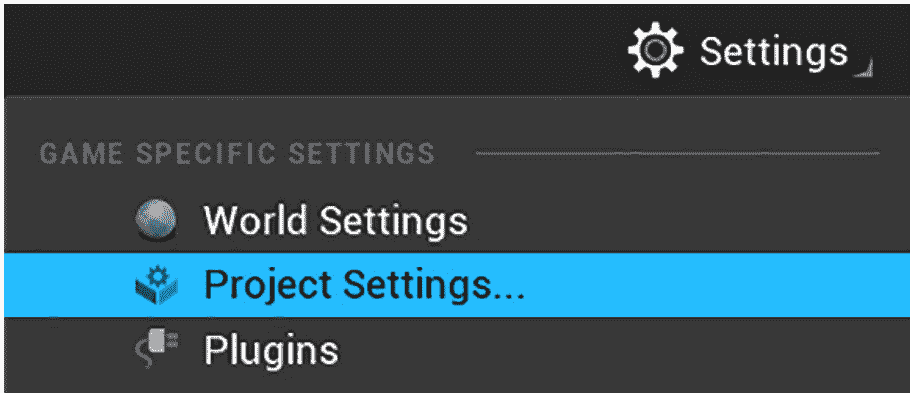 Settings
GAME SPECIFIC SETTINGS
World Settings
Project Settings...
Plugins